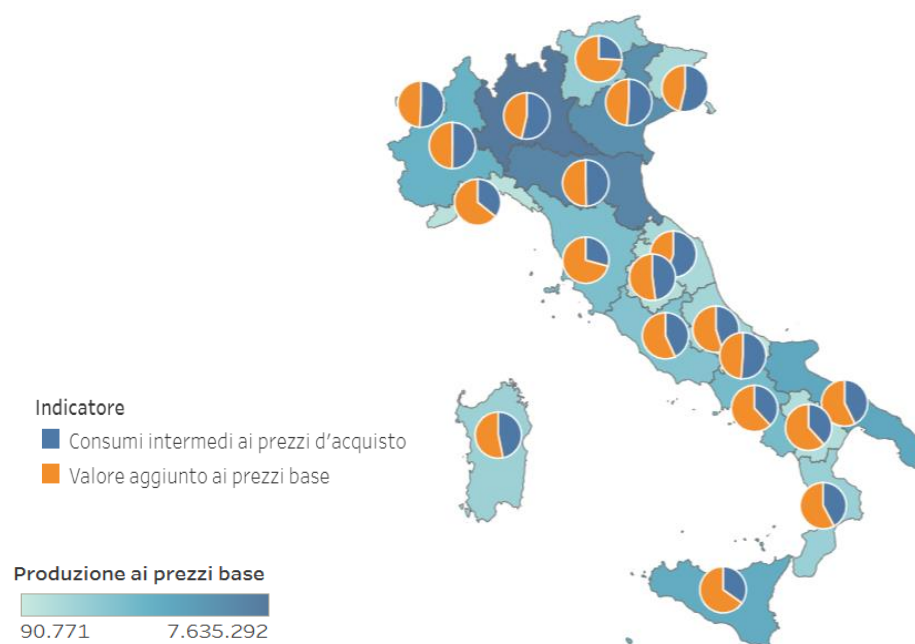 Indicatore
Consumi intermedi ai prezzi d'acquisto
Valore aggiunto ai prezzi base
Produzione ai prezzi base
90.771 7.635.292